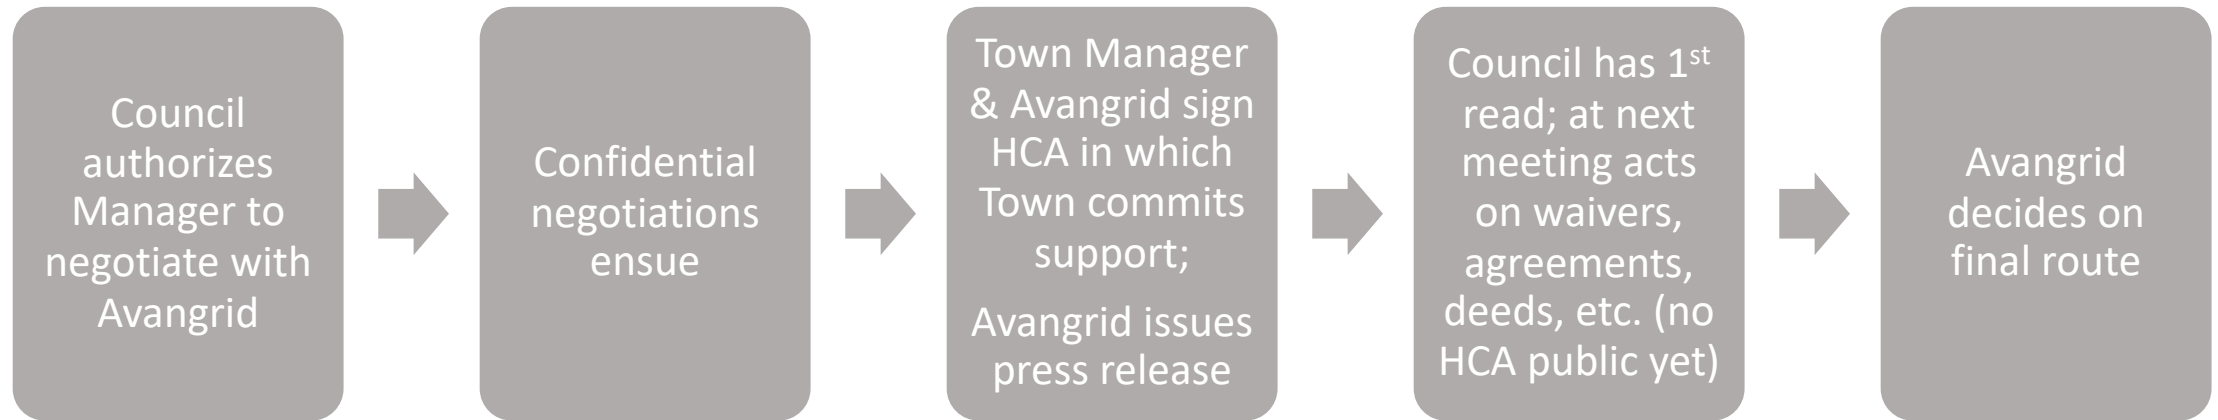 Council
authorizes
Manager to
negotiate with
Avangrid
Confidential
negotiations
ensue
Town Manager
& Avangrid sign
HCA in which
Town commits
support;
Avangrid issues
press release
Council has 1st
read; at next
meeting acts
on waivers,
agreements,
deeds, etc. (no
HCA public yet)
Avangrid
decides on
final route